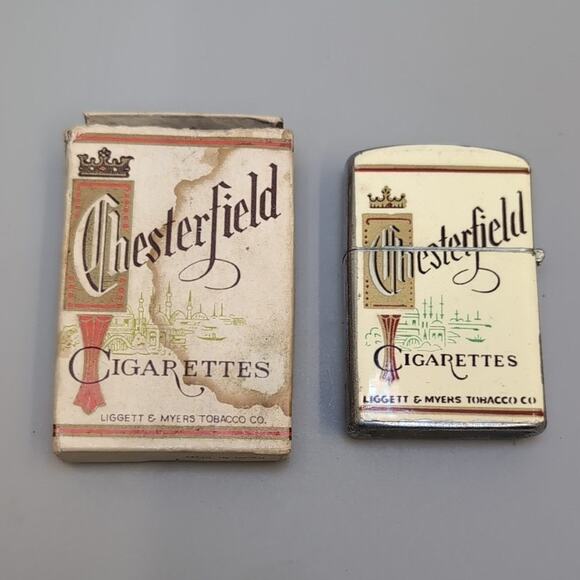 Chesterfield
CIGARETTES
LIGGETT & MYERS TOBACCO CO.
Chesterfield
CIGARETTES
LIGGETT & MYERS TOBACCO CO